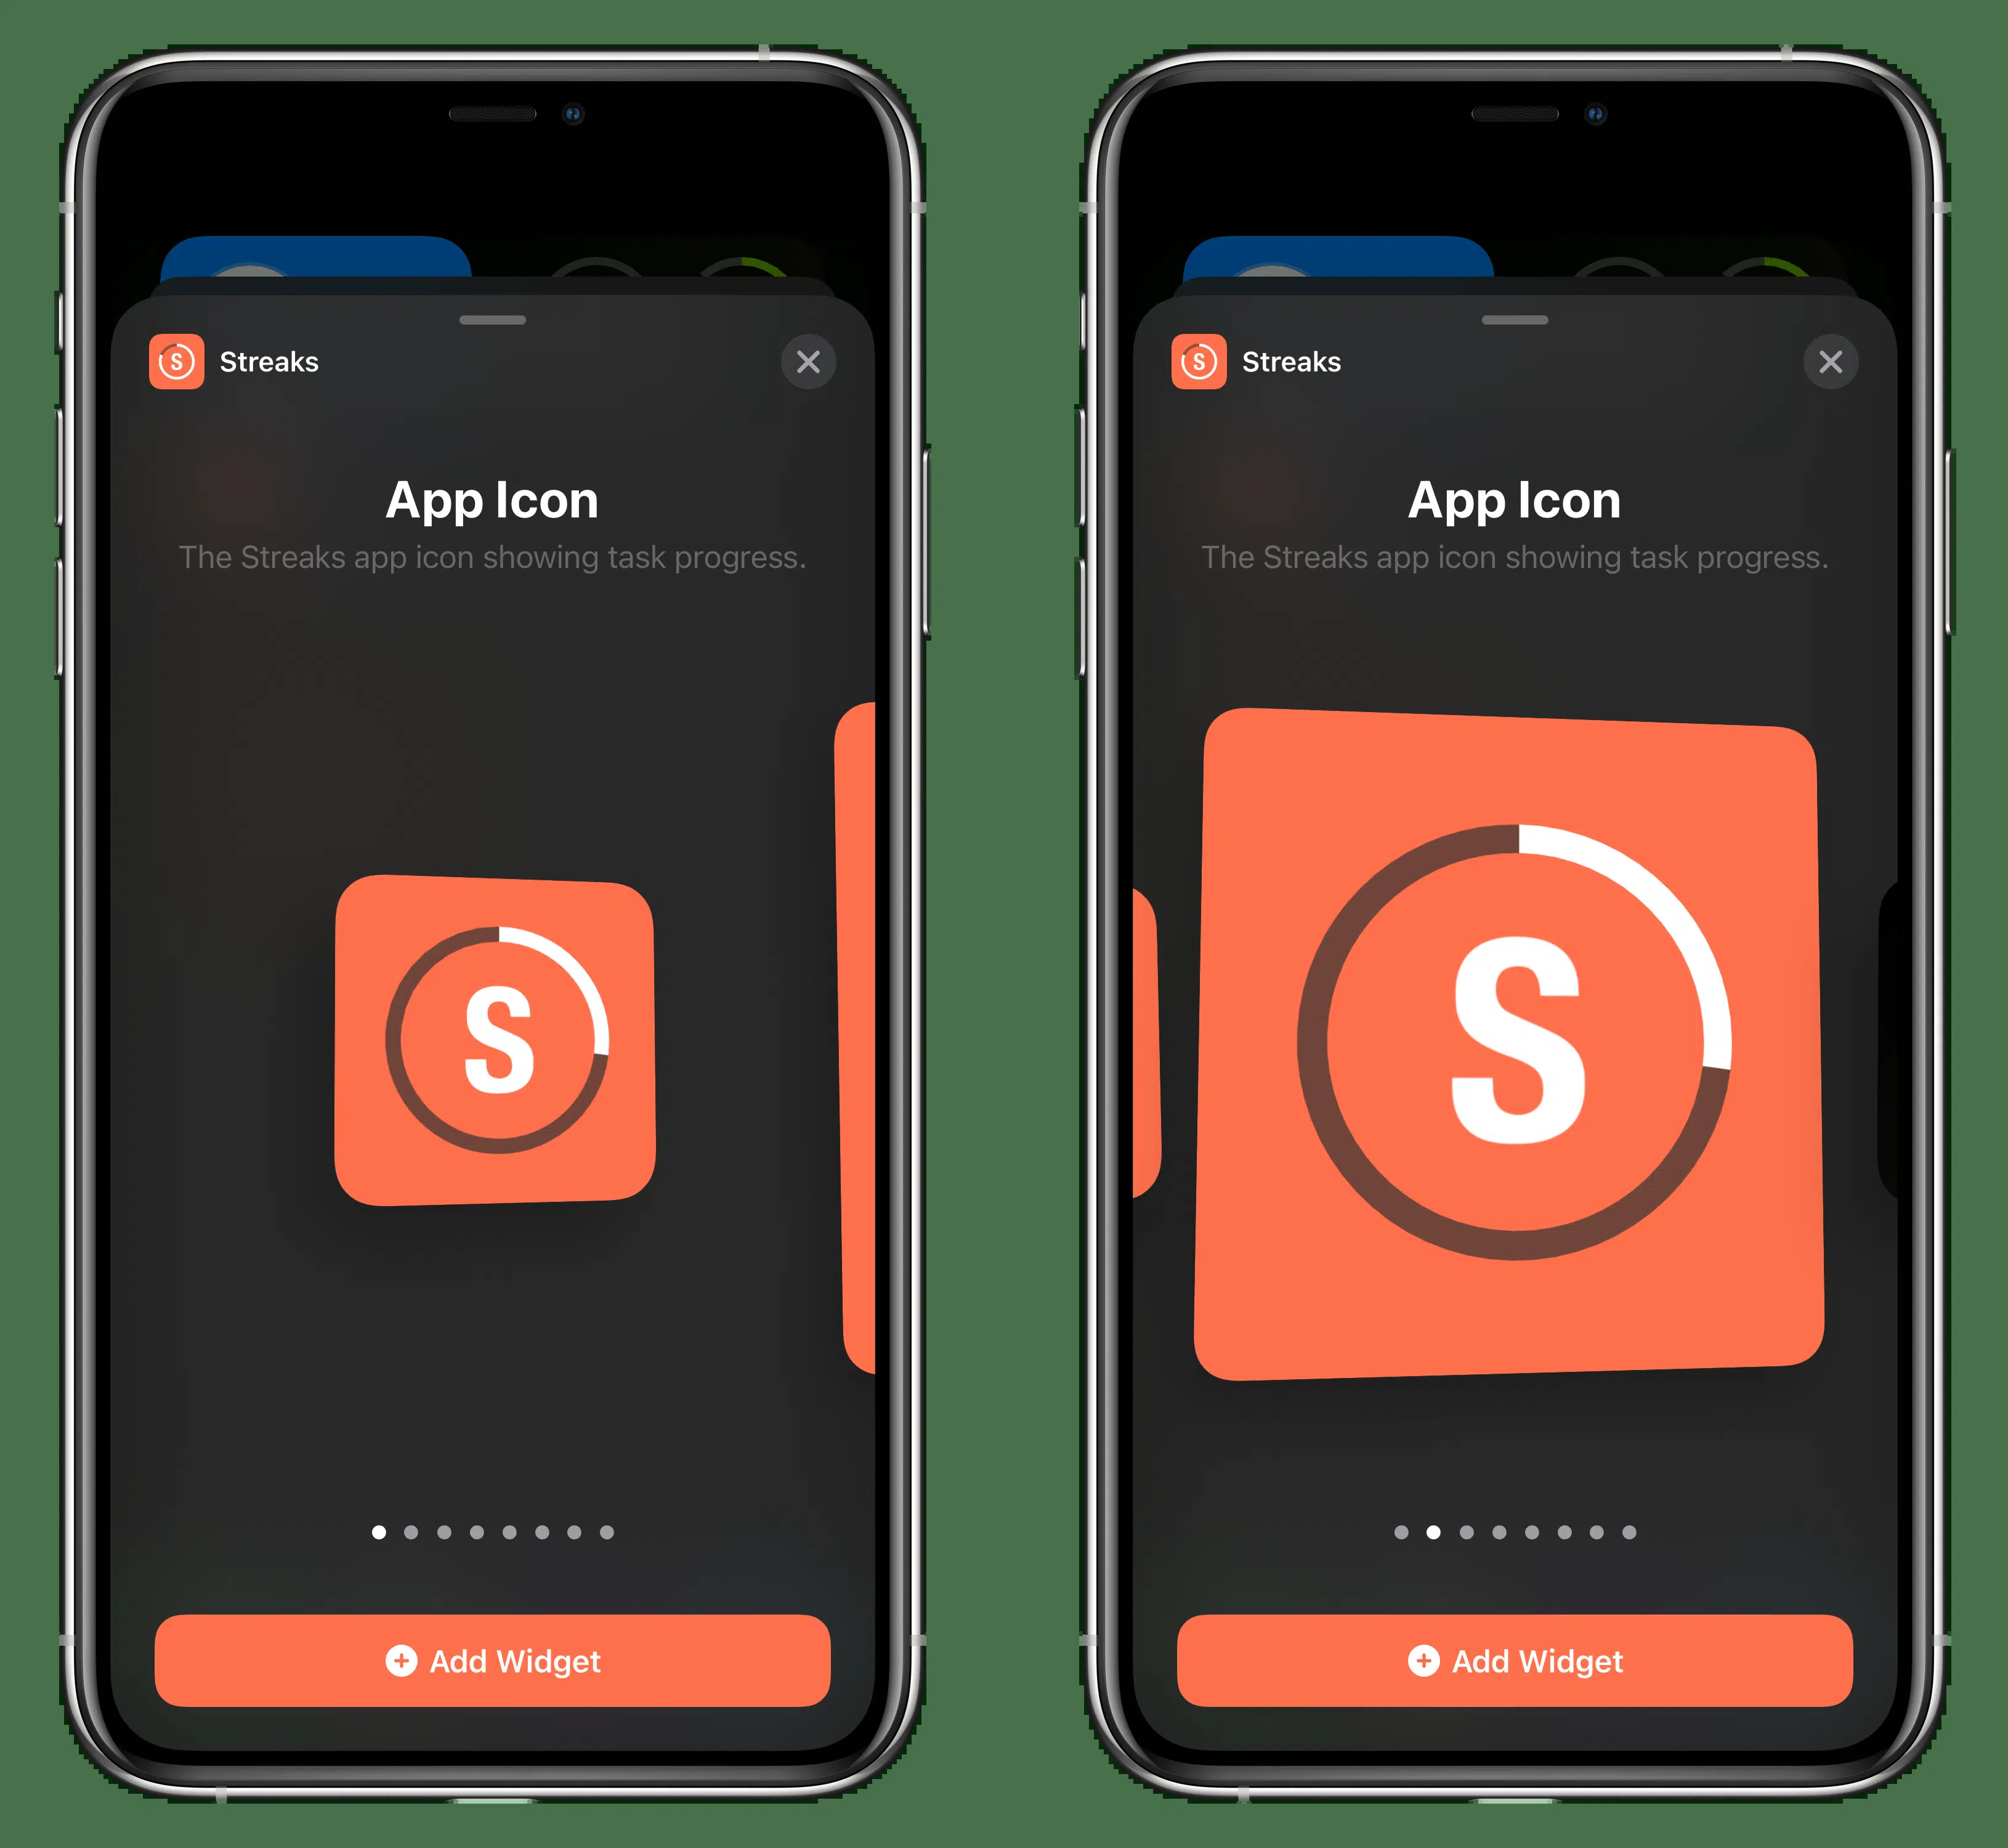 S Streaks
App Icon
The Streaks app icon showing task progress.
S
Add Widget
S Streaks
App Icon
The Streaks app icon showing task progress.
S
Add Widget